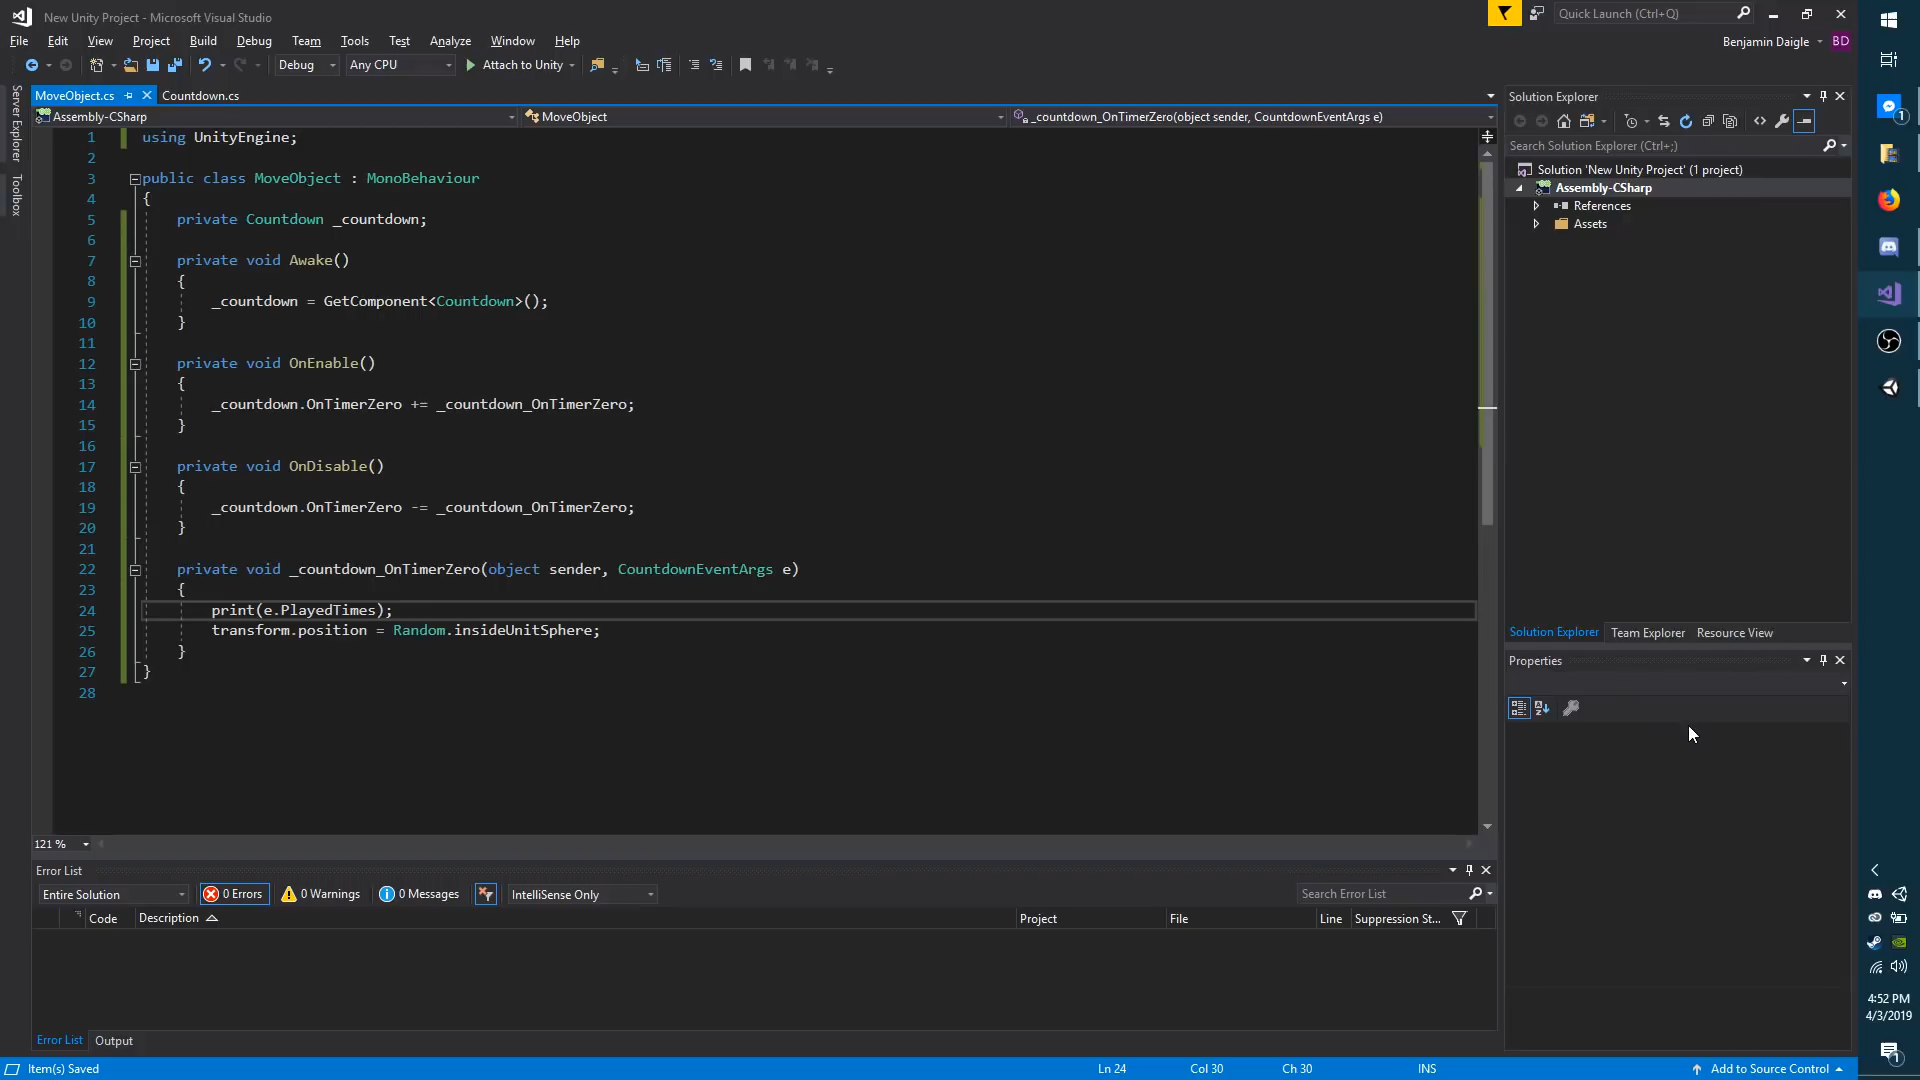 New Unity Project - Microsoft Visual Studio
Quick Launch (Ctrl+Q)
File Edit View Project Build Debug Team Tools Test Analyze Window Help
Benjamin Daigle BD
Debug Any CPU Attach to Unity
Server Explorer
Toolbox
MoveObject.cs Countdown.cs
Assembly-CSharp MoveObject _countdown_OnTimerZero(object sender, CountdownEventArgs e)
1 using UnityEngine;
2
3 public class MoveObject : MonoBehaviour
4 {
5 private Countdown _countdown;
6
7 private void Awake()
8 {
9 _countdown = GetComponent<Countdown>();
10 }
11
12 private void OnEnable()
13 {
14 _countdown.OnTimerZero += _countdown_OnTimerZero;
15 }
16
17 private void OnDisable()
18 {
19 _countdown.OnTimerZero -= _countdown_OnTimerZero;
20 }
21
22 private void _countdown_OnTimerZero(object sender, CountdownEventArgs e)
23 {
24 print(e.PlayedTimes);
25 transform.position = Random.insideUnitSphere;
26 }
27 }
28
121 %
Solution Explorer
Search Solution Explorer (Ctrl+;)
Solution 'New Unity Project' (1 project)
Assembly-CSharp
References
Assets
Solution Explorer Team Explorer Resource View
Properties
Error List
Entire Solution 0 Errors 0 Warnings 0 Messages IntelliSense Only Search Error List
Code Description Project File Line Suppression St...
Error List Output
Item(s) Saved Ln 24 Col 30 Ch 30 INS Add to Source Control
1
4:52 PM
4/3/2019
1